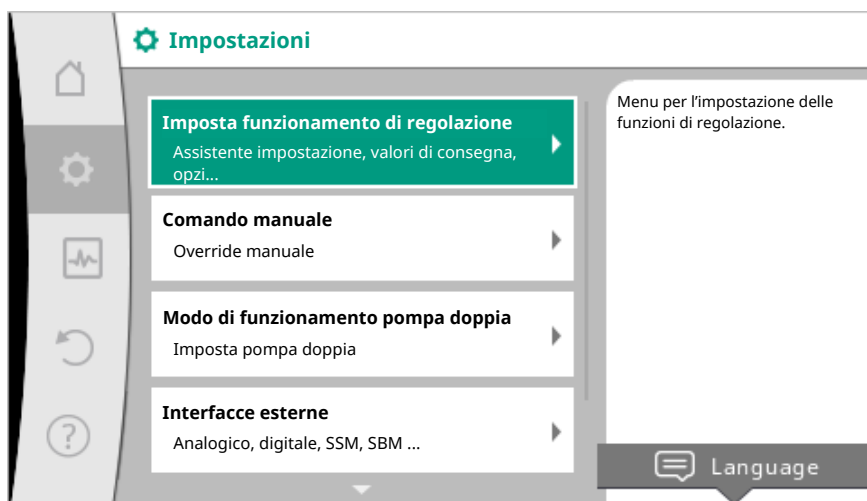 Impostazioni
Imposta funzionamento di regolazione
Assistente impostazione, valori di consegna,
opzi...
Comando manuale
Override manuale
Modo di funzionamento pompa doppia
Imposta pompa doppia
Interfacce esterne
Analogico, digitale, SSM, SBM ...
Menu per l’impostazione delle
funzioni di regolazione.
Language